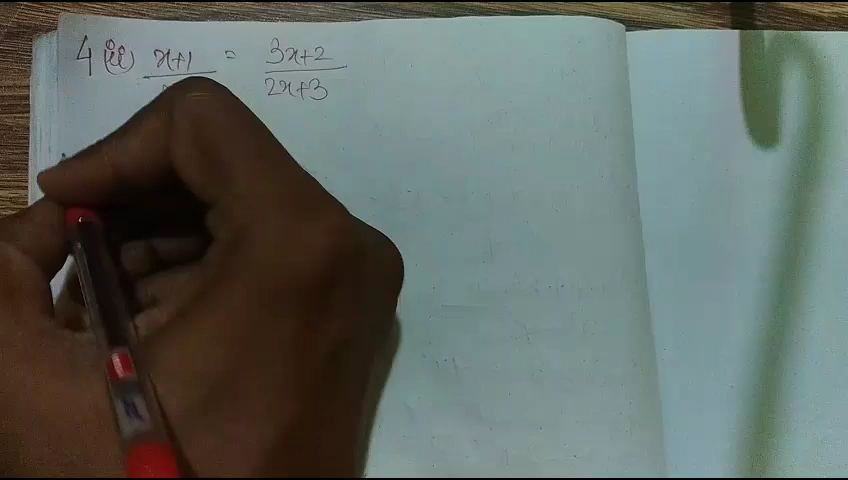 4 (ii) x+1 = 3x+2
2x+3